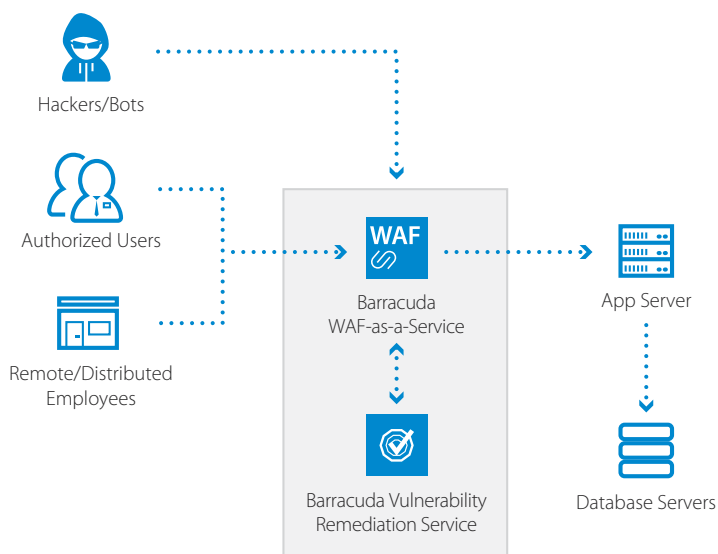 Hackers/Bots
Authorized Users
WAF
Barracuda
WAF-as-a-Service
App Server
Remote/Distributed
Employees
Barracuda Vulnerability
Remediation Service
Database Servers